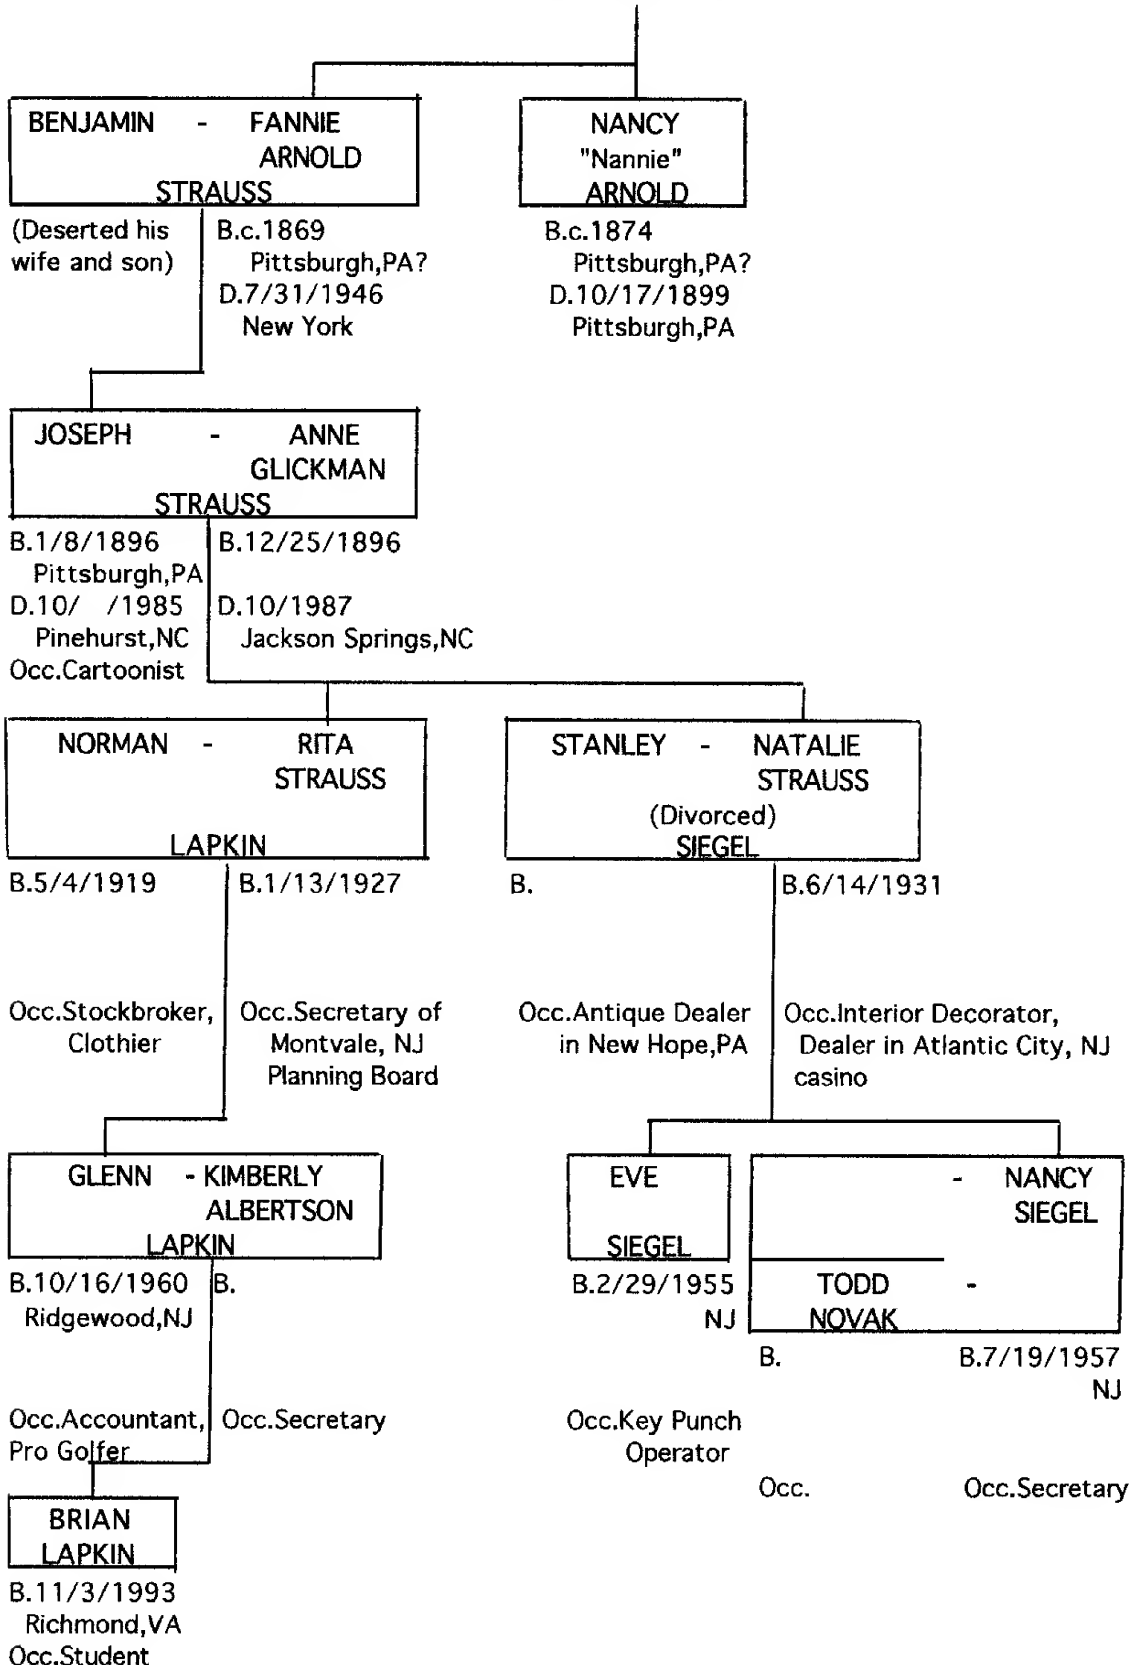 BENJAMIN - FANNIE
ARNOLD
STRAUSS
NANCY
"Nannie"
ARNOLD
(Deserted his
wife and son)
B.c.1869
Pittsburgh,PA?
D.7/31/1946
New York
B.c.1874
Pittsburgh,PA?
D.10/17/1899
Pittsburgh,PA
JOSEPH - ANNE
GLICKMAN
STRAUSS
B.1/8/1896
Pittsburgh,PA
D.10/ /1985
Pinehurst,NC
Occ.Cartoonist
B.12/25/1896
D.10/1987
Jackson Springs,NC
NORMAN - RITA
STRAUSS
LAPKIN
STANLEY - NATALIE
STRAUSS
(Divorced)
SIEGEL
B.5/4/1919
B.1/13/1927
B.
B.6/14/1931
Occ.Stockbroker,
Clothier
Occ.Secretary of
Montvale, NJ
Planning Board
Occ.Antique Dealer
in New Hope,PA
Occ.Interior Decorator,
Dealer in Atlantic City, NJ
casino
GLENN - KIMBERLY
ALBERTSON
LAPKIN
EVE
SIEGEL
- NANCY
SIEGEL
TODD -
NOVAK
B.10/16/1960
Ridgewood,NJ
B.
B.2/29/1955
NJ
B.
B.7/19/1957
NJ
Occ.Accountant,
Pro Golfer
Occ.Secretary
Occ.Key Punch
Operator
Occ.
Occ.Secretary
BRIAN
LAPKIN
B.11/3/1993
Richmond,VA
Occ.Student